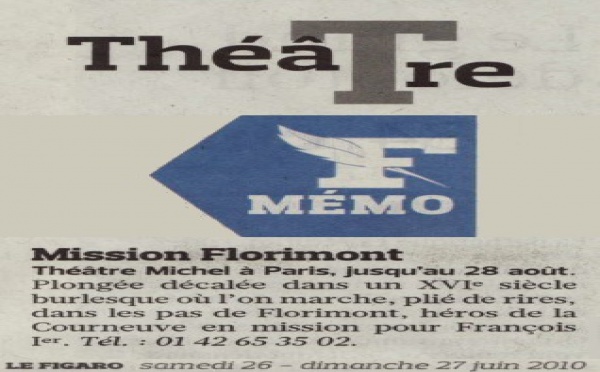 Théâtre
F
MÉMO
Mission Florimont
Théâtre Michel à Paris, jusqu'au 28 août.
Plongée décalée dans un XVIe siècle
burlesque où l'on marche, plié de rires,
dans les pas de Florimont, héros de la
Courneuve en mission pour François
Ier. Tél. : 01 42 65 35 02.
LE FIGARO samedi 26 - dimanche 27 juin 2010